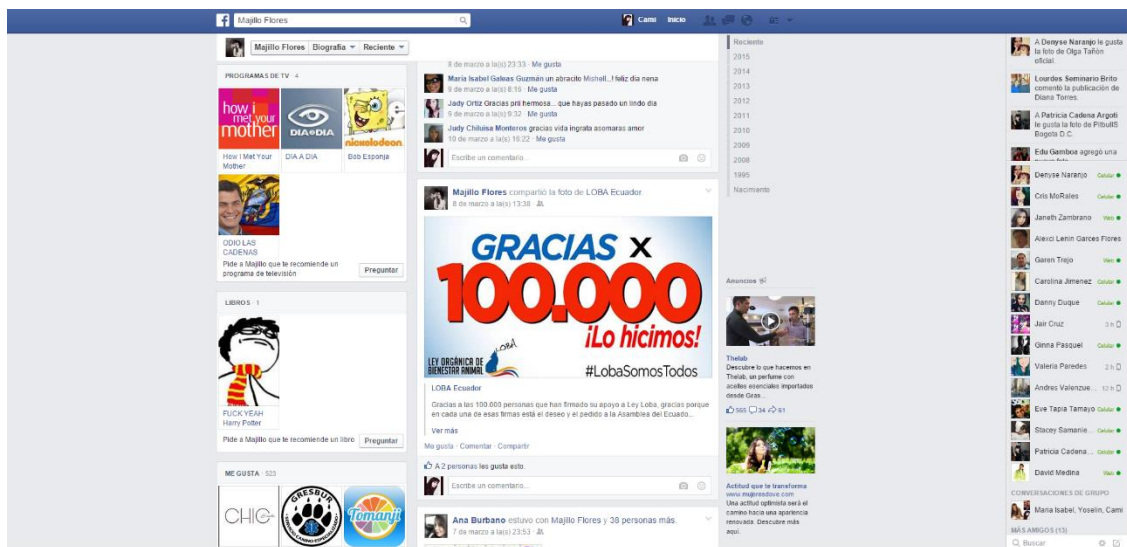 Majillo Flores
Cami Inicio
Majillo Flores Biografía Reciente
PROGRAMAS DE TV · 4
how i
met your
mother
DIA A DIA
nickelodeon
How I Met Your
Mother
DIA A DIA
Bob Esponja
ODIO LAS
CADENAS
Pide a Majillo que te recomiende un
programa de televisión
Preguntar
LIBROS · 1
FUCK YEAH
Harry Potter
Pide a Majillo que te recomiende un libro
Preguntar
ME GUSTA · 523
CHIC
GRESBUR
Tomanji
8 de marzo a la(s) 23:33 · Me gusta
María Isabel Galeas Guzmán un abracito Mishell..! feliz dia nena
9 de marzo a la(s) 8:16 · Me gusta
Jady Ortiz Gracias pril hermosa... que hayas pasado un lindo dia
9 de marzo a la(s) 9:32 · Me gusta
Judy Chiluisa Monteros gracias vida ingrata asomaras amor
10 de marzo a la(s) 16:22 · Me gusta
Escribe un comentario...
Majillo Flores compartió la foto de LOBA Ecuador.
8 de marzo a la(s) 13:38 ·
GRACIAS X
100.000
¡Lo hicimos!
LOBA
LEY ORGÁNICA DE
BIENESTAR ANIMAL
#LobaSomosTodos
LOBA Ecuador
Gracias a las 100.000 personas que han firmado su apoyo a Ley Loba, gracias porque
en cada una de esas firmas está el deseo y el pedido a la Asamblea del Ecuado...
Ver más
Me gusta · Comentar · Compartir
A 2 personas les gusta esto.
Escribe un comentario...
Ana Burbano estuvo con Majillo Flores y 38 personas más.
7 de marzo a la(s) 23:53 ·
Reciente
2015
2014
2013
2012
2011
2010
2009
2008
1995
Nacimiento
Anuncios
Thelab
Descubre lo que hacemos en
Thelab, un perfume con
aceites esenciales importados
desde Gras...
565 34 61
Actitud que te transforma
www.mujeresdove.com
Una actitud optimista será el
camino hacia una apariencia
renovada. Descubre más
aquí.
A Denyse Naranjo le gusta
la foto de Olga Tañón
oficial.
Lourdes Seminario Brito
comentó la publicación de
Diana Torres.
A Patricia Cadena Argoti
le gusta la foto de PitbullS
Bogota D.C.
Edu Gamboa agregó una
Denyse Naranjo Celular
Cris MoRales Celular
Janeth Zambrano Web
Alexci Lenin Garces Flores
Garen Trejo Web
Carolina Jimenez Celular
Danny Duque Celular
Jair Cruz 3 h
Ginna Pasquel Celular
Valeria Paredes 2 h
Andres Valenzue... 12 h
Eve Tapia Tamayo Celular
Stacey Samanie... Celular
Patricia Cadena... Celular
David Medina Web
CONVERSACIONES DE GRUPO
Maria Isabel, Yoselin, Cami
MÁS AMIGOS (13)
Buscar